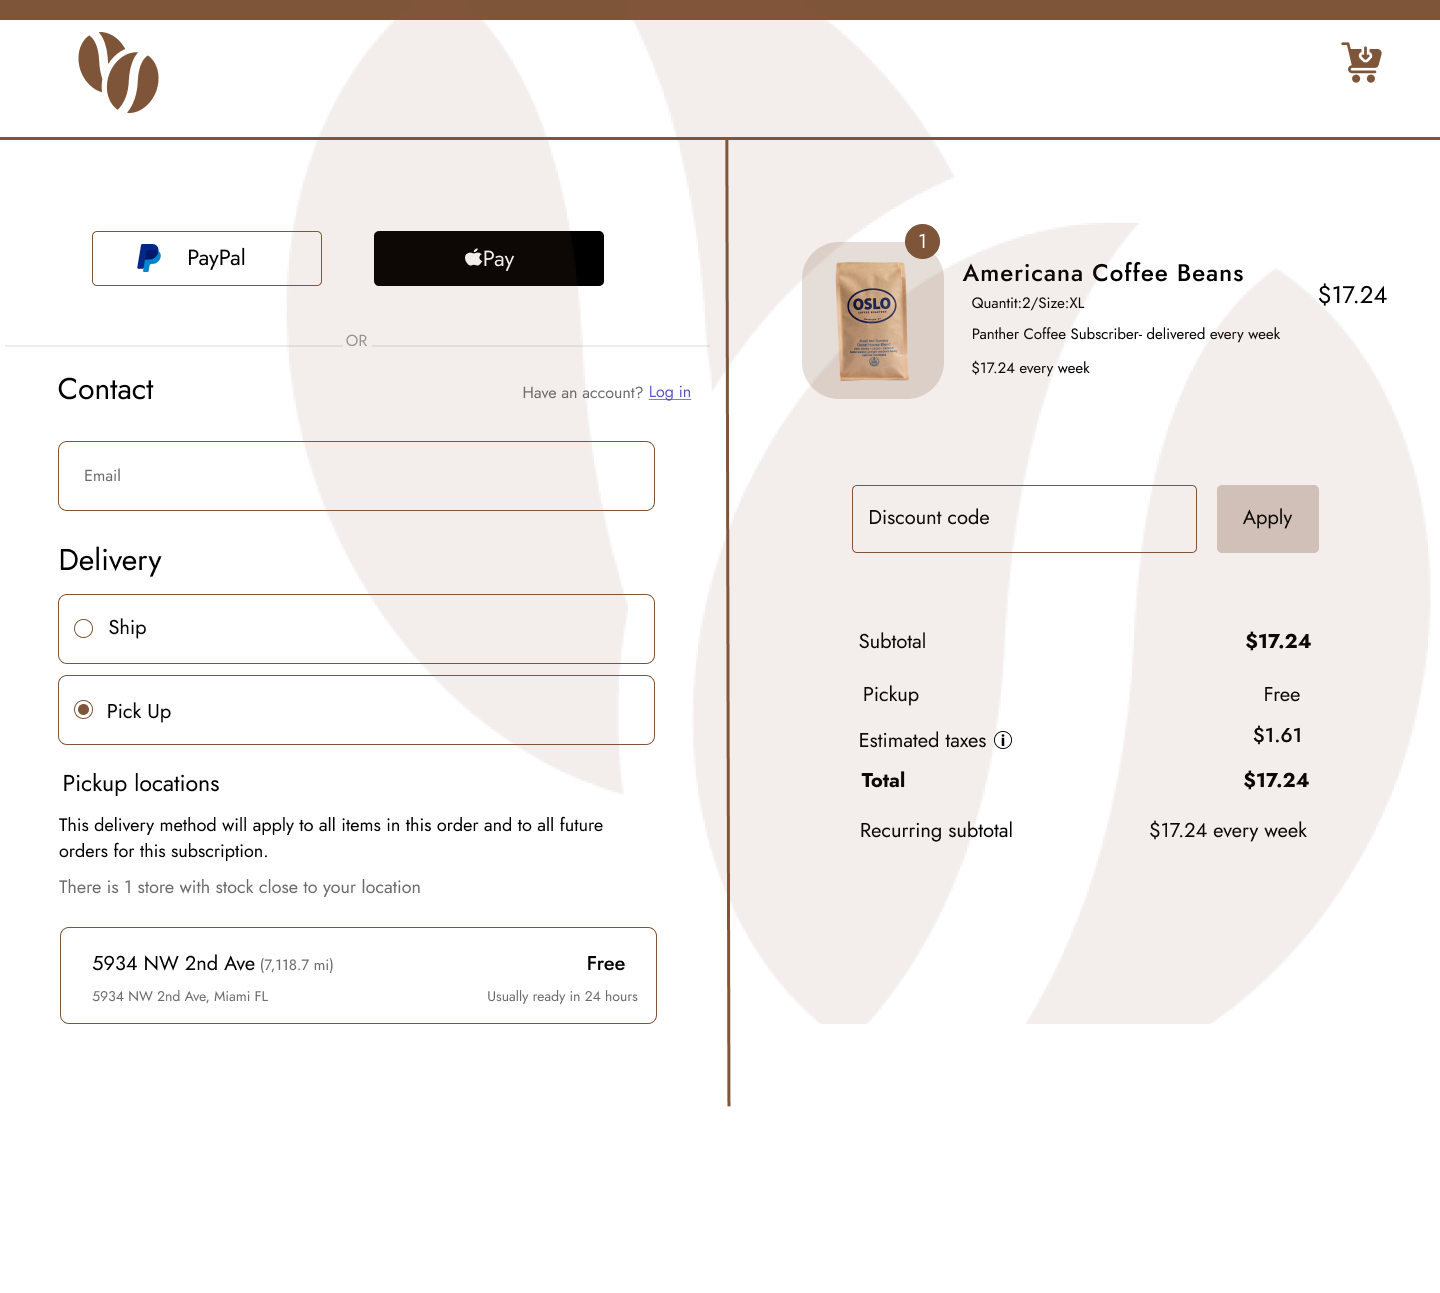 PayPal
Pay
OR
Contact
Have an account? Log in
Email
Delivery
Ship
Pick Up
Pickup locations
This delivery method will apply to all items in this order and to all future
orders for this subscription.
There is 1 store with stock close to your location
5934 NW 2nd Ave (7,118.7 mi)
Free
5934 NW 2nd Ave, Miami FL
Usually ready in 24 hours
1
OSLO
COFFEE ROASTERS
Americana Coffee Beans
$17.24
Quantit:2/Size:XL
Panther Coffee Subscriber- delivered every week
$17.24 every week
Discount code
Apply
Subtotal
$17.24
Pickup
Free
Estimated taxes
$1.61
Total
$17.24
Recurring subtotal
$17.24 every week